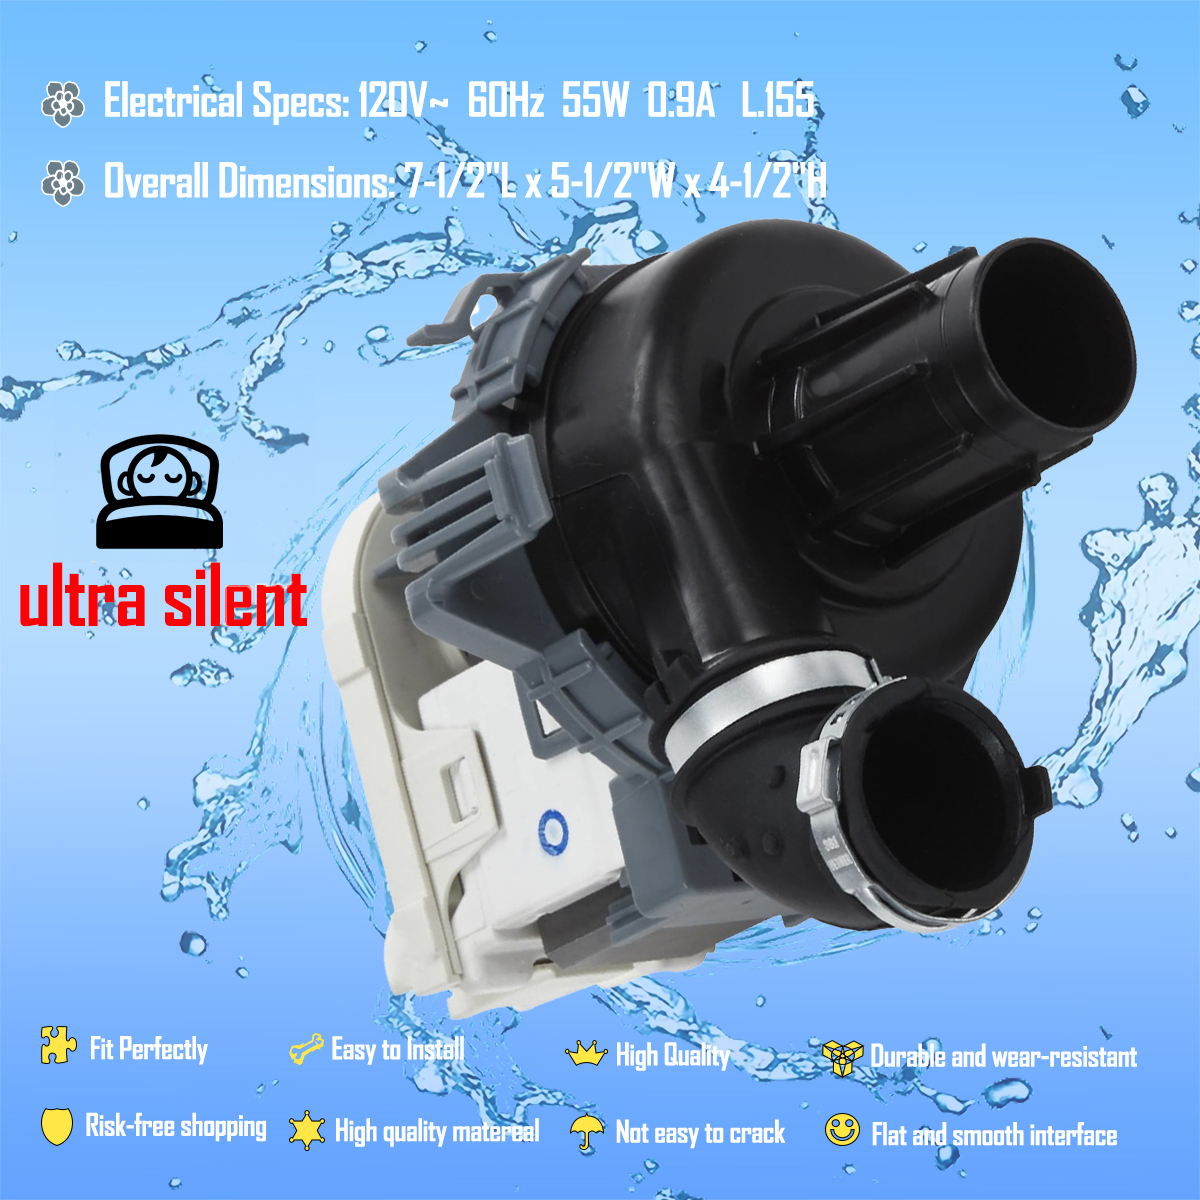 Electrical Specs: 120V~ 60Hz 55W 0.9A L.155
Overall Dimensions: 7-1/2"L x 5-1/2"W x 4-1/2"H
ultra silent
Fit Perfectly
Easy to Install
High Quality
Durable and wear-resistant
Risk-free shopping
High quality matereal
Not easy to crack
Flat and smooth interface